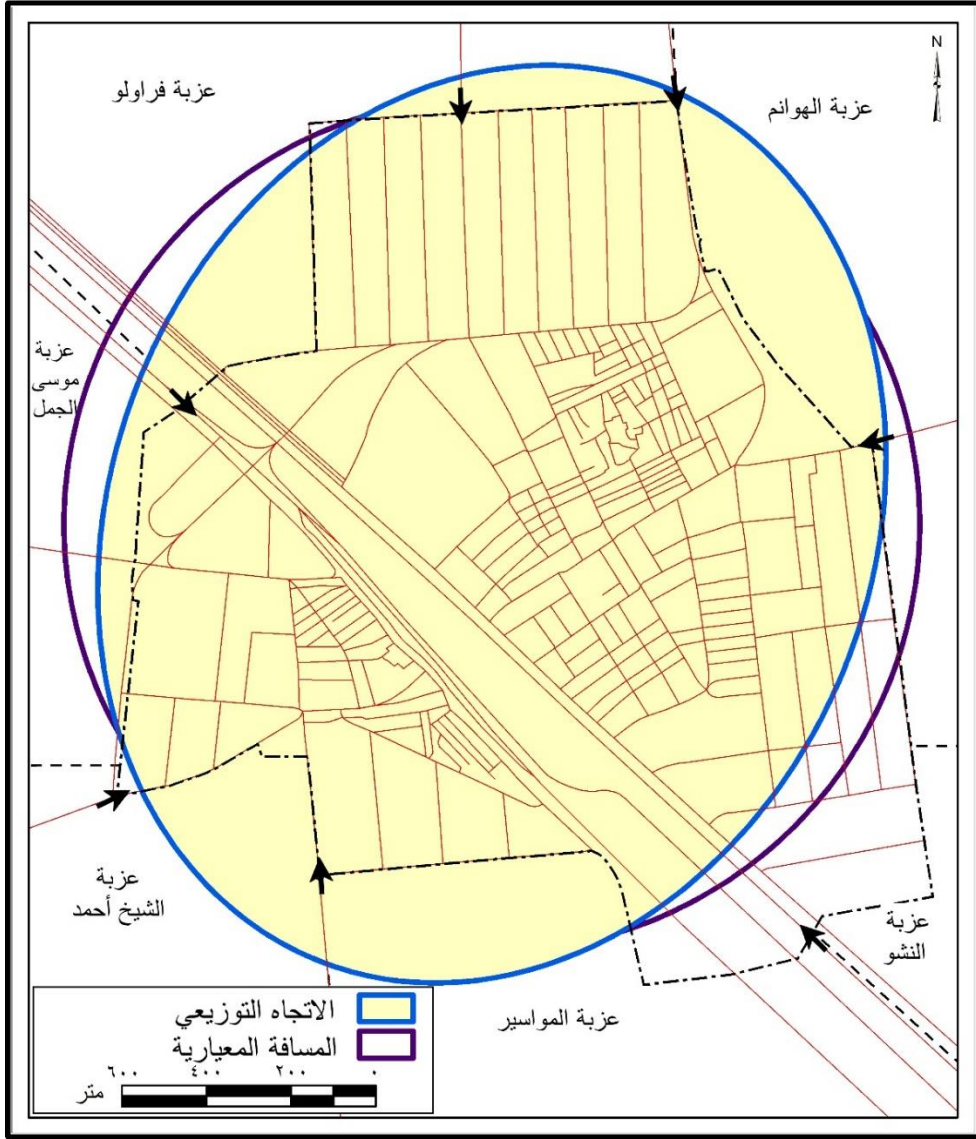 N
عزبة فراولو
عزبة الهوانم
عزبة
موسى
الجمل
عزبة
الشيخ أحمد
عزبة
النشو
عزبة المواسير
الاتجاه التوزيعي
المسافة المعيارية
٦٠٠ ٤٠٠ ٢٠٠ ٠
متر